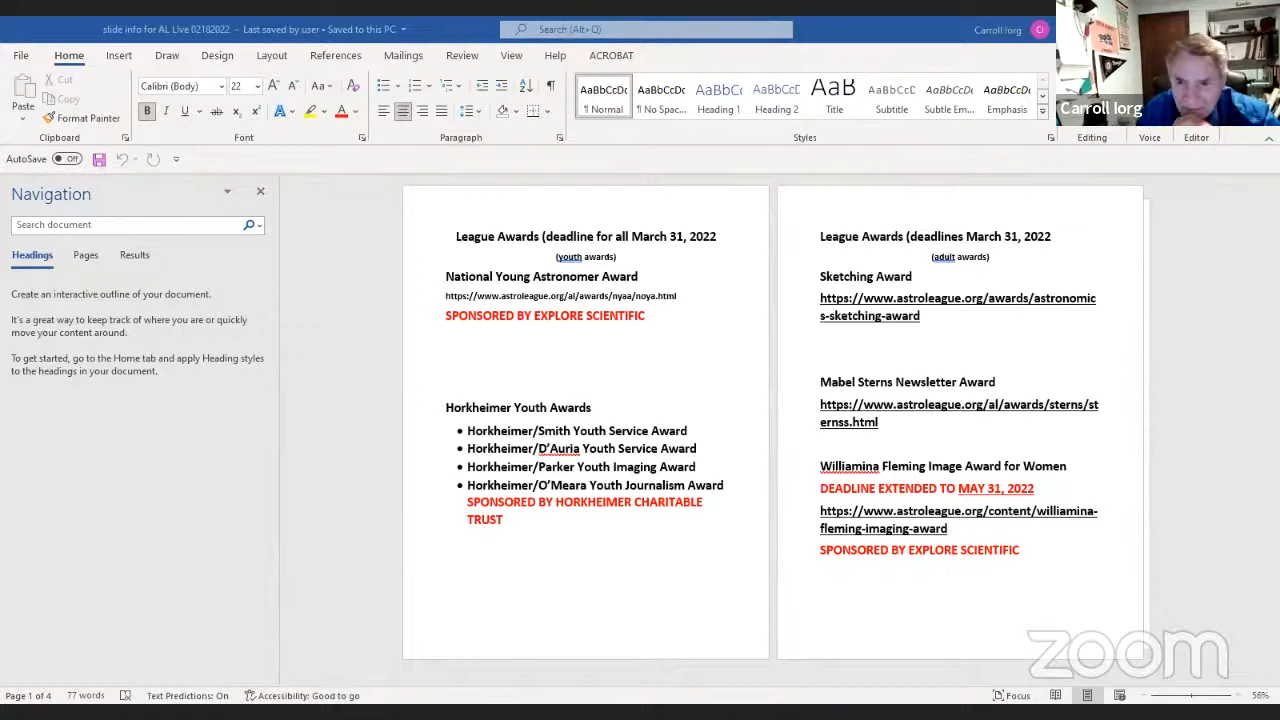 slide info for AL Live 02182022 - Last saved by user • Saved to this PC
Search (Alt+Q)
Carroll Iorg
CI
File Home Insert Draw Design Layout References Mailings Review View Help ACROBAT
Paste
Cut
Copy
Format Painter
Clipboard
Calibri (Body) 22
Font
Paragraph
AaBbCcDc AaBbCcDc AaBbCc AaBbCcD AaB AaBbCcD AaBbCcDc AaBbCcDc
¶ Normal ¶ No Spac... Heading 1 Heading 2 Title Subtitle Subtle Em... Emphasis
Styles
Editing Voice Editor
Carroll Iorg
AutoSave Off
Navigation
Search document
Headings Pages Results
Create an interactive outline of your document.
It's a great way to keep track of where you are or quickly
move your content around.
To get started, go to the Home tab and apply Heading styles
to the headings in your document.
League Awards (deadline for all March 31, 2022
(youth awards)
National Young Astronomer Award
https://www.astroleague.org/al/awards/nyaa/noya.html
SPONSORED BY EXPLORE SCIENTIFIC
Horkheimer Youth Awards
• Horkheimer/Smith Youth Service Award
• Horkheimer/D'Auria Youth Service Award
• Horkheimer/Parker Youth Imaging Award
• Horkheimer/O'Meara Youth Journalism Award
SPONSORED BY HORKHEIMER CHARITABLE
TRUST
League Awards (deadlines March 31, 2022
(adult awards)
Sketching Award
https://www.astroleague.org/awards/astronomic
s-sketching-award
Mabel Sterns Newsletter Award
https://www.astroleague.org/al/awards/sterns/st
ernss.html
Williamina Fleming Image Award for Women
DEADLINE EXTENDED TO MAY 31, 2022
https://www.astroleague.org/content/williamina-
fleming-imaging-award
SPONSORED BY EXPLORE SCIENTIFIC
zoom
Page 1 of 4 77 words Text Predictions: On Accessibility: Good to go Focus 56%